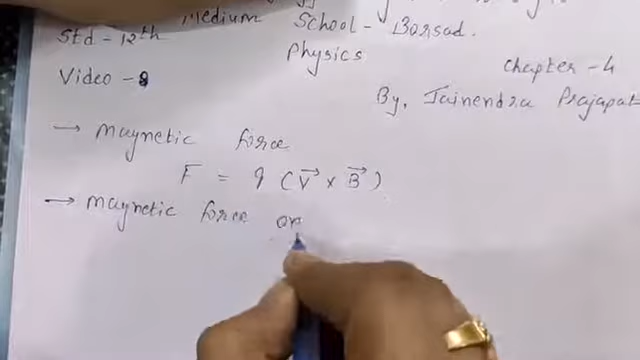 Medium School - Borsad.
Std - 12th
Physics
Chapter - 4
Video - 8
By, Jainendra Prajapat
→ magnetic force
F = q (V→ × B→)
→ magnetic force on